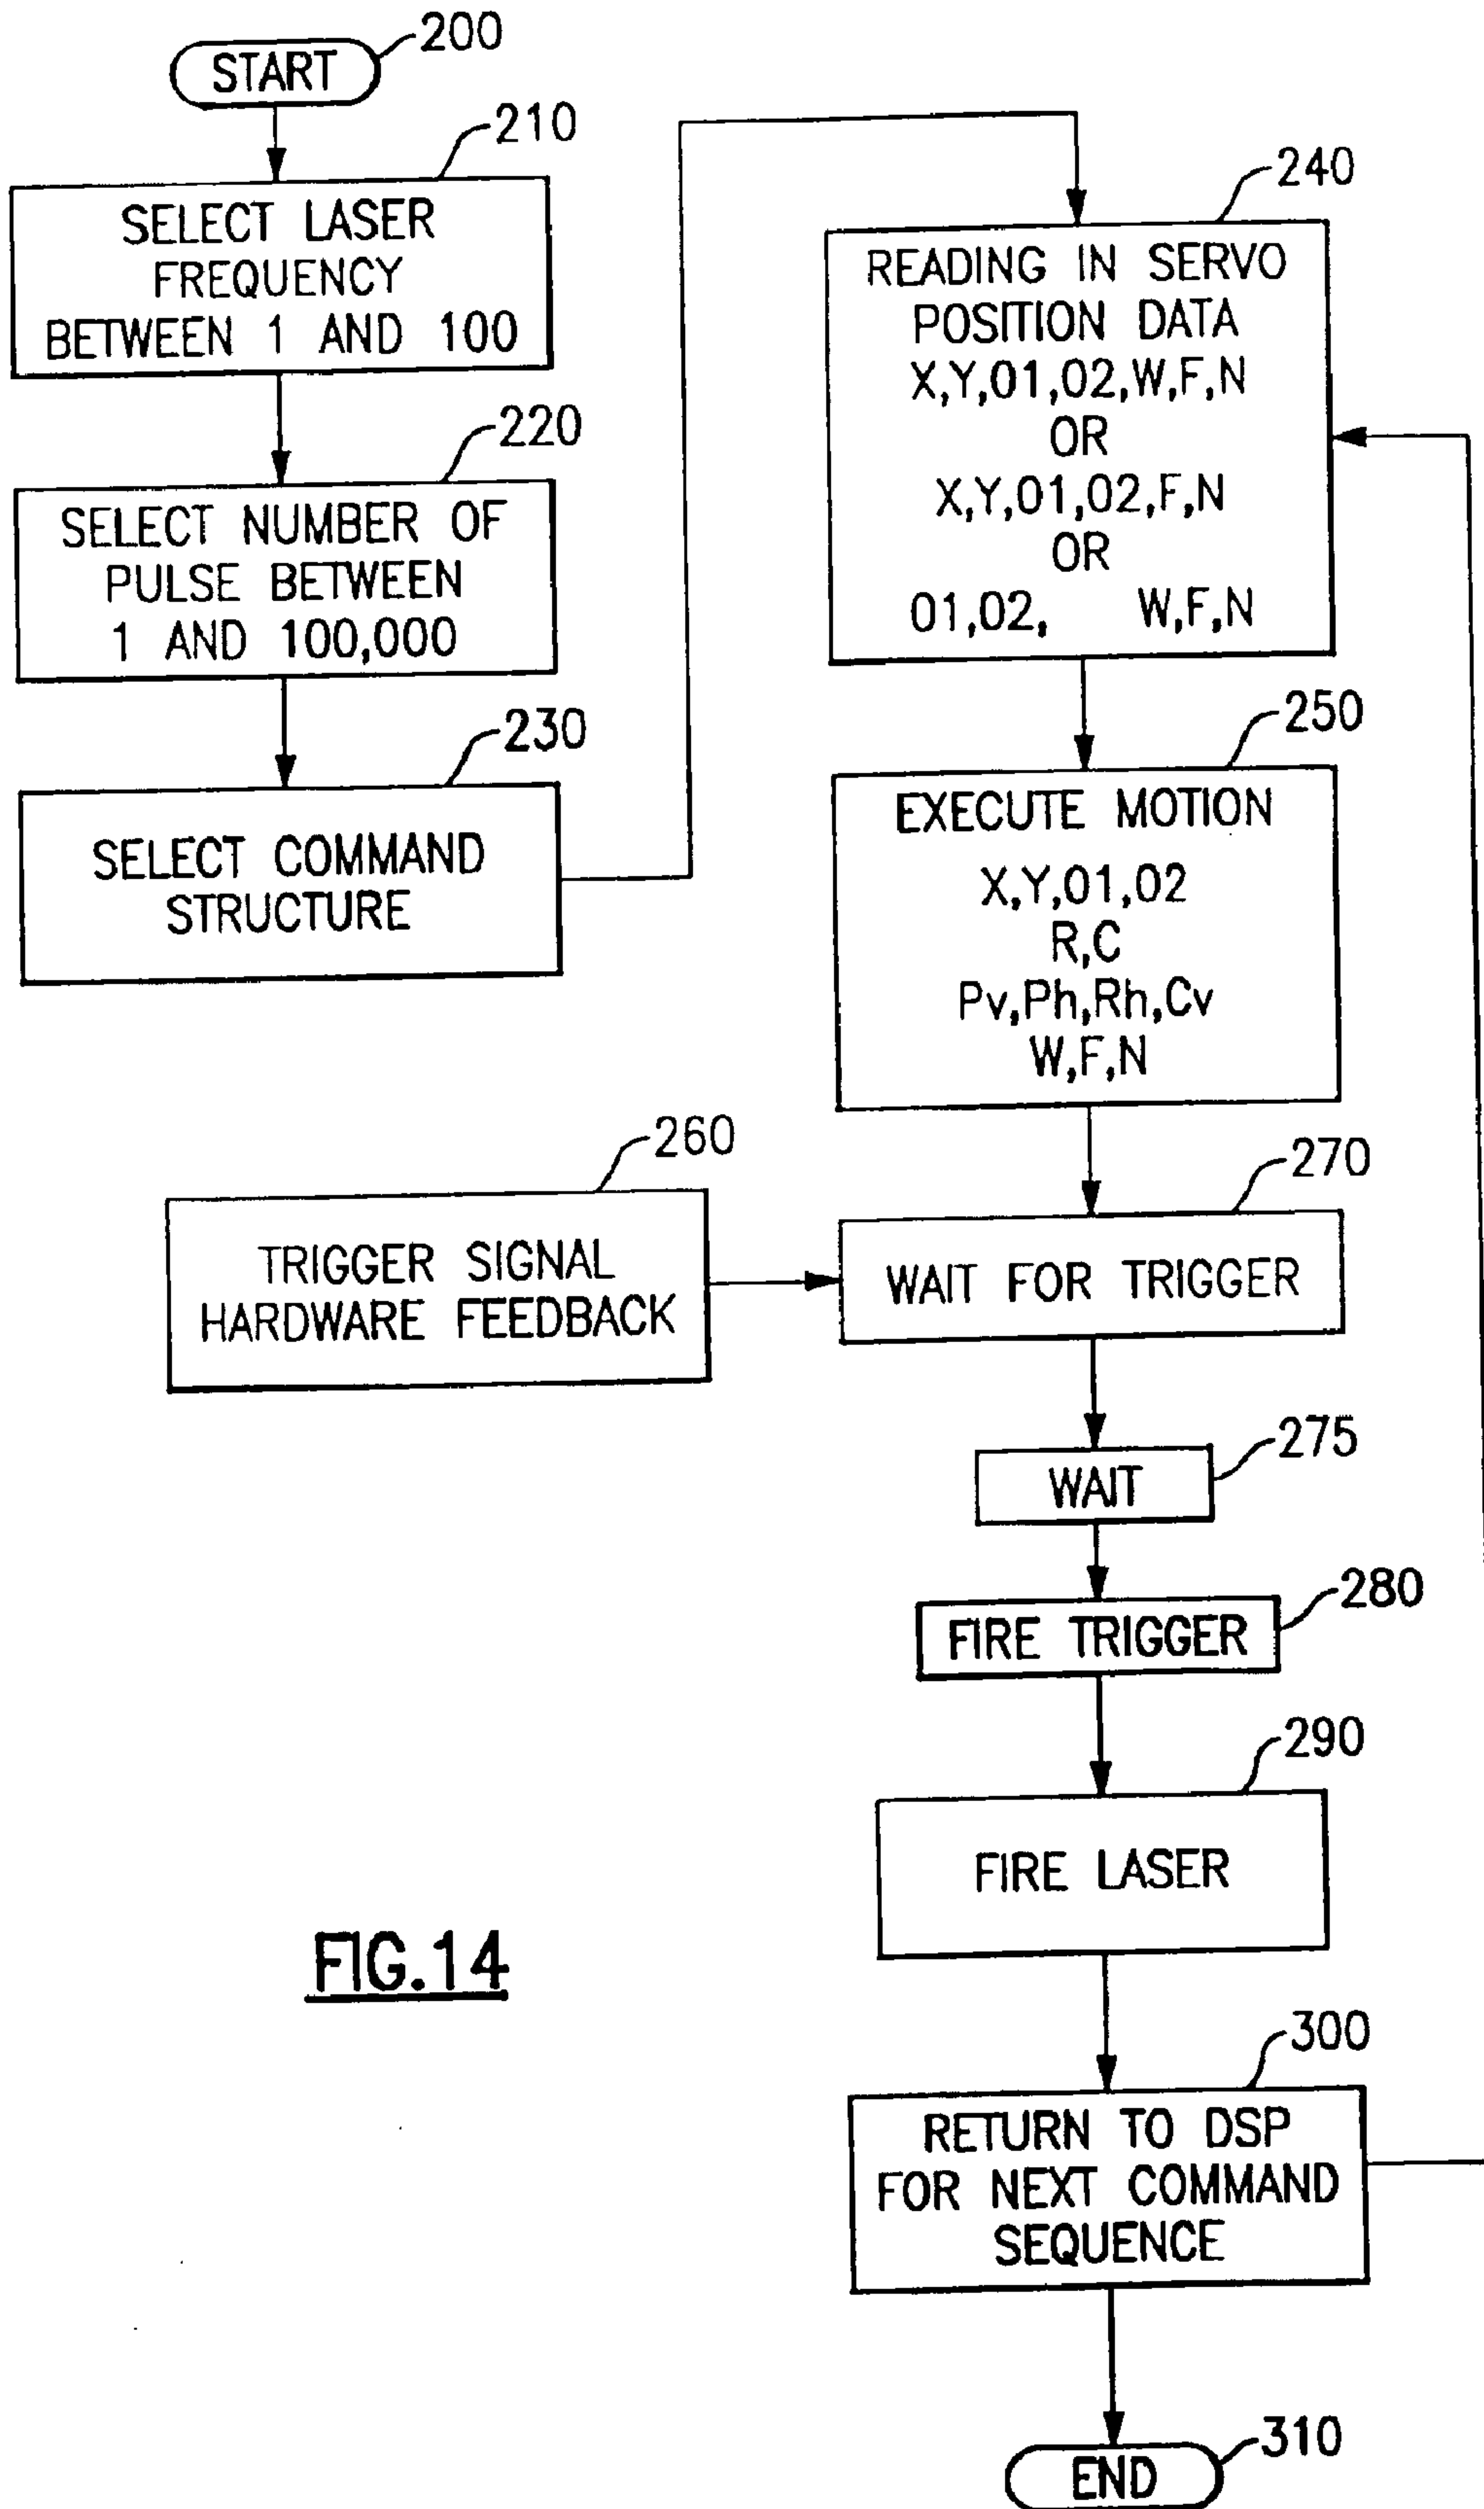 START
200
210
SELECT LASER
FREQUENCY
BETWEEN 1 AND 100
220
SELECT NUMBER OF
PULSE BETWEEN
1 AND 100,000
230
SELECT COMMAND
STRUCTURE
240
READING IN SERVO
POSITION DATA
X,Y,01,02,W,F,N
OR
X,Y,01,02,F,N
OR
01,02, W,F,N
250
EXECUTE MOTION
X,Y,01,02
R,C
Pv,Ph,Rh,Cv
W,F,N
260
TRIGGER SIGNAL
HARDWARE FEEDBACK
270
WAIT FOR TRIGGER
275
WAIT
280
FIRE TRIGGER
290
FIRE LASER
300
RETURN TO DSP
FOR NEXT COMMAND
SEQUENCE
310
END
FIG.14